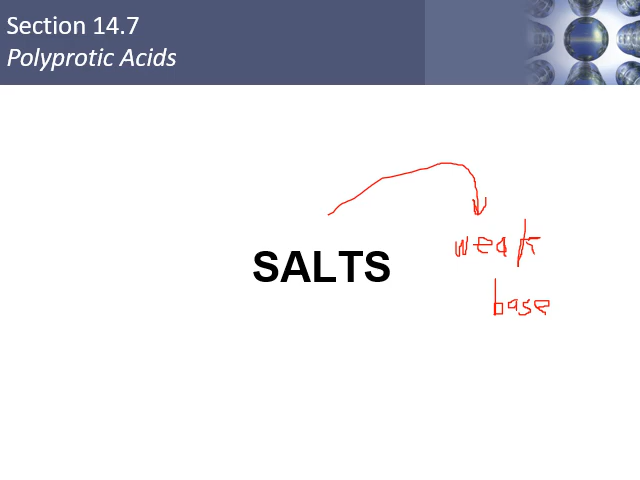 Section 14.7
Polyprotic Acids
SALTS
weak
base